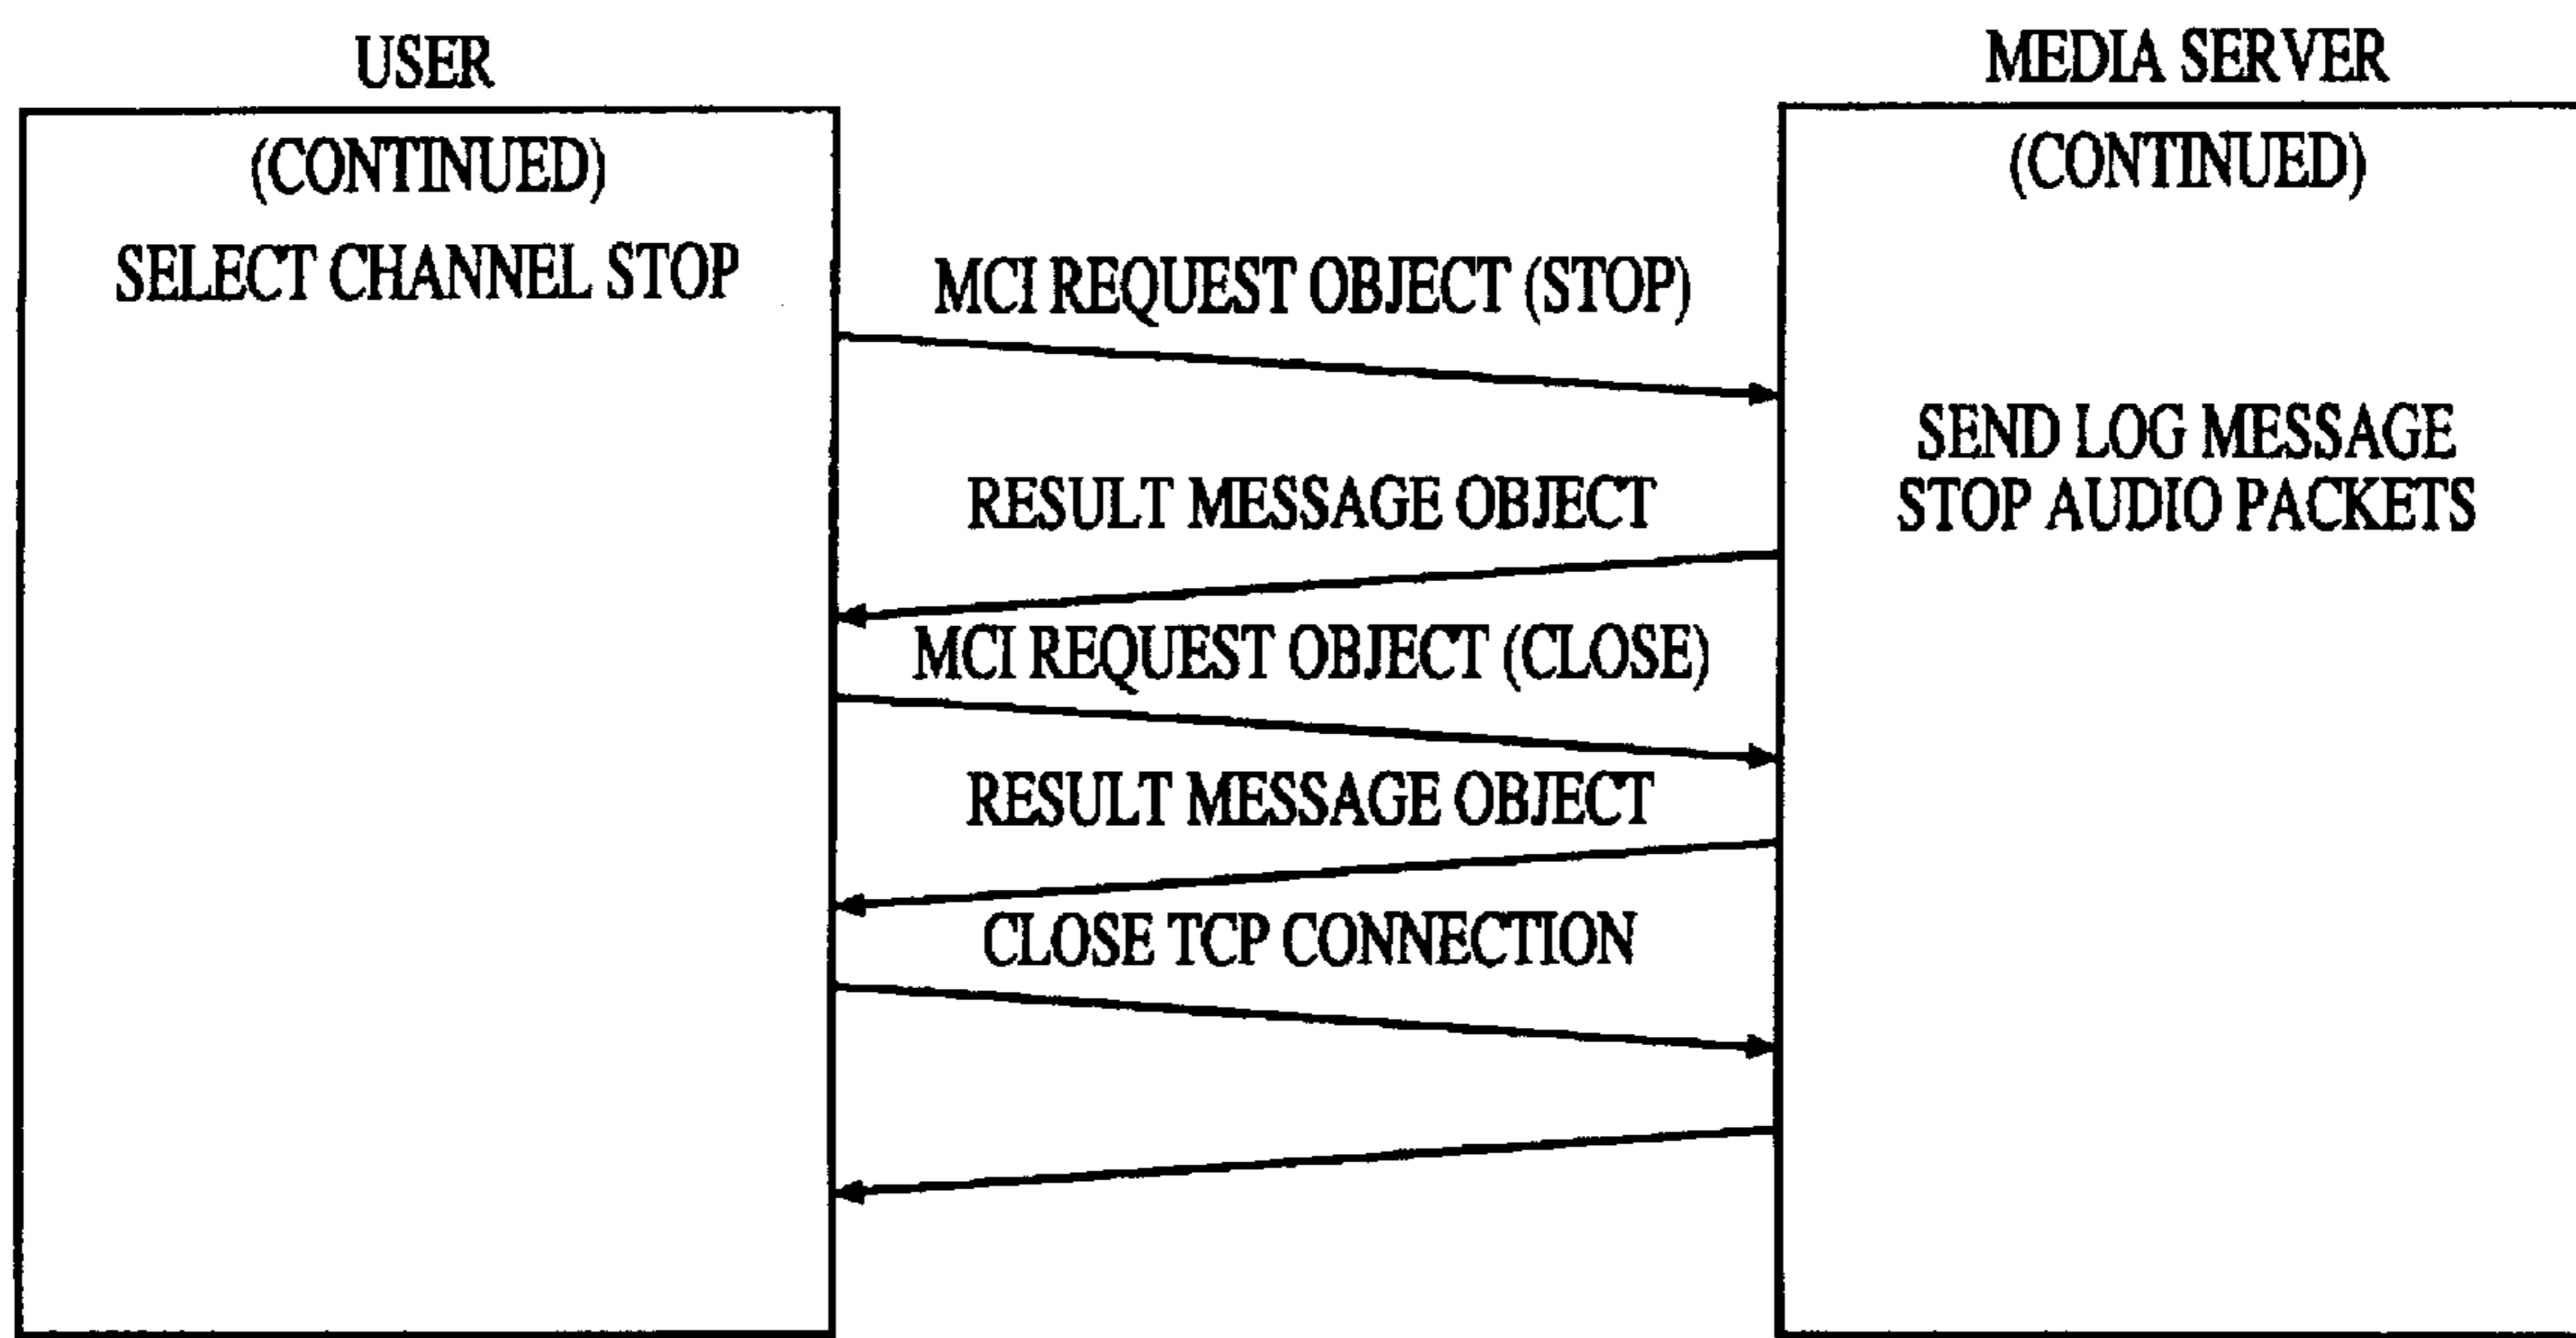 USER
MEDIA SERVER
(CONTINUED)
(CONTINUED)
SELECT CHANNEL STOP
MCI REQUEST OBJECT (STOP)
SEND LOG MESSAGE
STOP AUDIO PACKETS
RESULT MESSAGE OBJECT
MCI REQUEST OBJECT (CLOSE)
RESULT MESSAGE OBJECT
CLOSE TCP CONNECTION